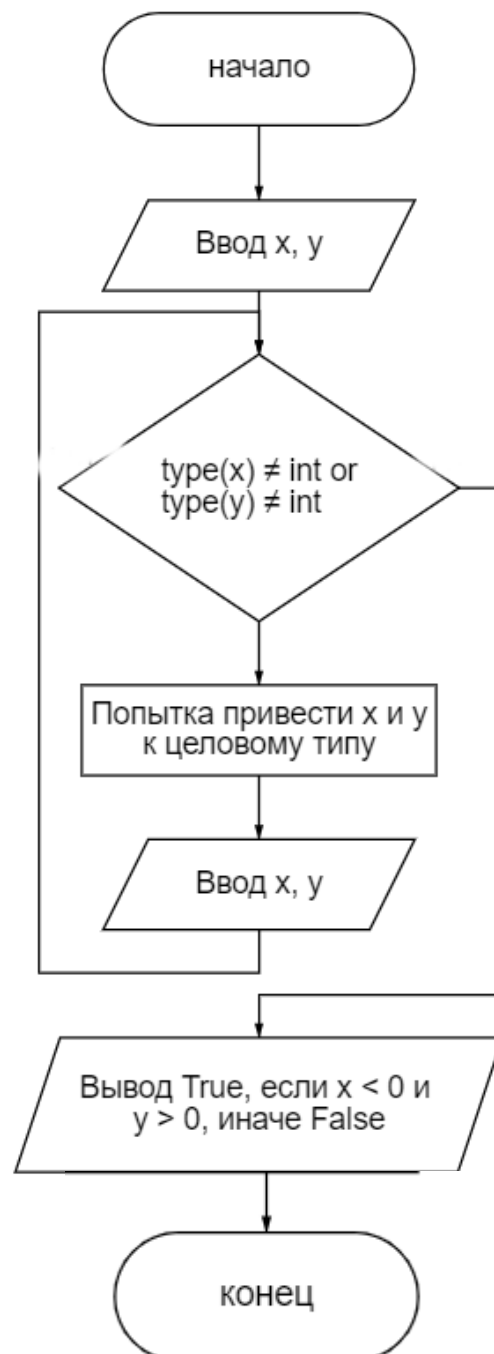 начало
Ввод x, y
type(x) ≠ int or
type(y) ≠ int
Попытка привести x и y
к целовому типу
Ввод x, y
Вывод True, если x < 0 и
y > 0, иначе False
конец